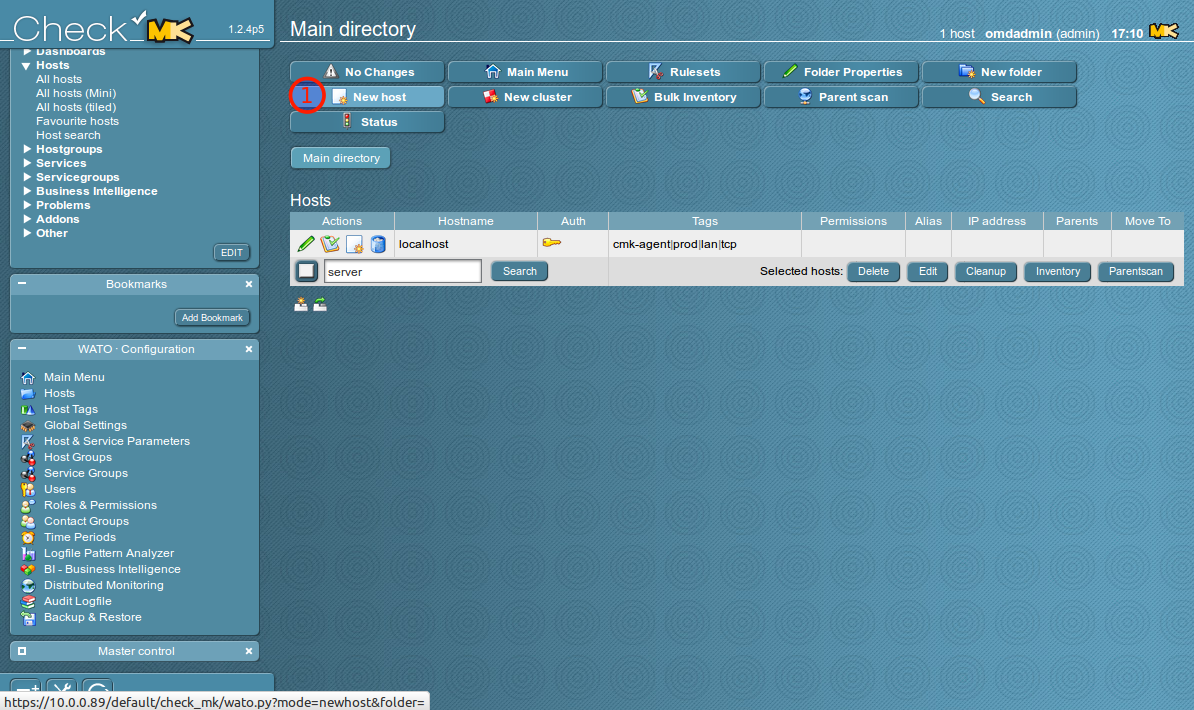 Check MK 1.2.4p5
Dashboards
Hosts
All hosts
All hosts (Mini)
All hosts (tiled)
Favourite hosts
Host search
Hostgroups
Services
Servicegroups
Business Intelligence
Problems
Addons
Other
EDIT
Bookmarks
Add Bookmark
WATO · Configuration
Main Menu
Hosts
Host Tags
Global Settings
Host & Service Parameters
Host Groups
Service Groups
Users
Roles & Permissions
Contact Groups
Time Periods
Logfile Pattern Analyzer
BI - Business Intelligence
Distributed Monitoring
Audit Logfile
Backup & Restore
Master control
Main directory
1 host omdadmin (admin) 17:10 MK
No Changes Main Menu Rulesets Folder Properties New folder
1 New host New cluster Bulk Inventory Parent scan Search
Status
Main directory
Hosts
Actions Hostname Auth Tags Permissions Alias IP address Parents Move To
localhost cmk-agent|prod|lan|tcp
server Search Selected hosts: Delete Edit Cleanup Inventory Parentscan
https://10.0.0.89/default/check_mk/wato.py?mode=newhost&folder=